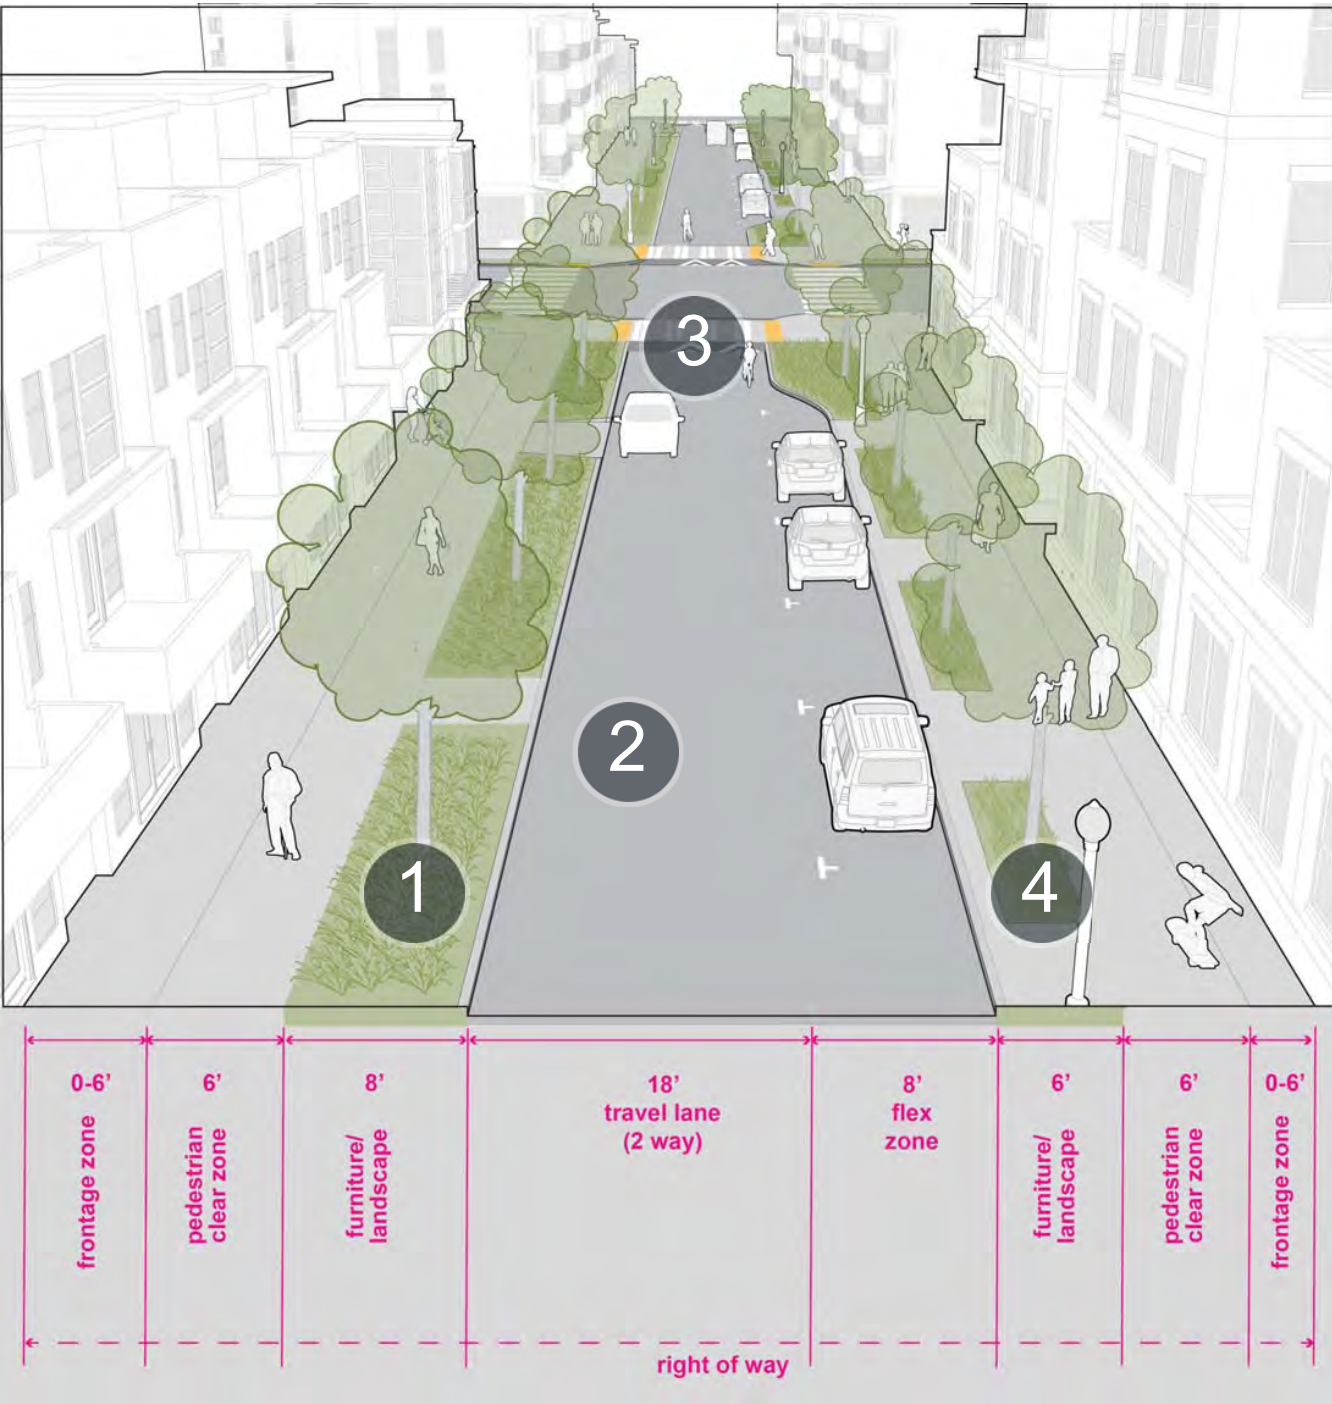 3
2
1
4
0-6'
6'
8'
18'
travel lane
(2 way)
8'
flex
zone
6'
6'
0-6'
frontage zone
pedestrian
clear zone
furniture/
landscape
furniture/
landscape
pedestrian
clear zone
frontage zone
right of way